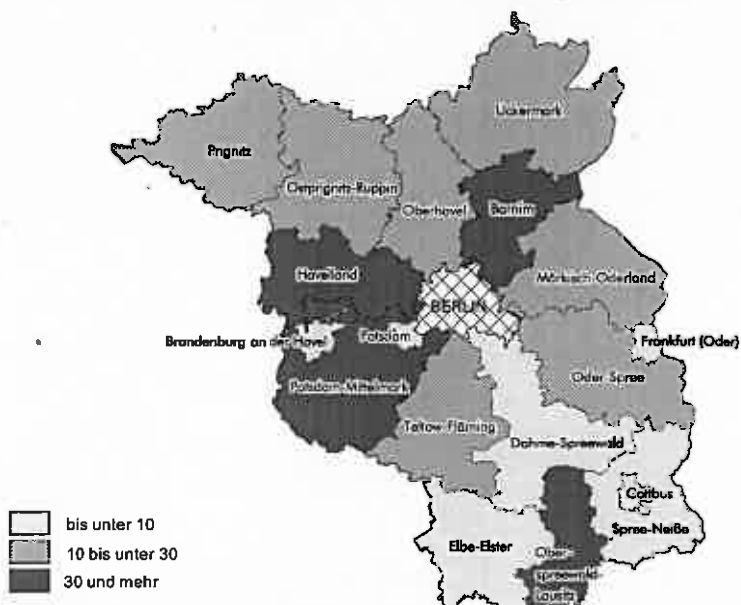 Uckermark
Prignitz
Ostprignitz-Ruppin
Oberhavel
Barnim
Havelland
Märkisch-Oderland
BERLIN
Brandenburg an der Havel
Potsdam
Frankfurt (Oder)
Potsdam-Mittelmark
Oder-Spree
Teltow-Fläming
Dahme-Spreewald
Cottbus
Spree-Neiße
Elbe-Elster
Ober-
spreewald-
Lausitz
bis unter 10
10 bis unter 30
30 und mehr